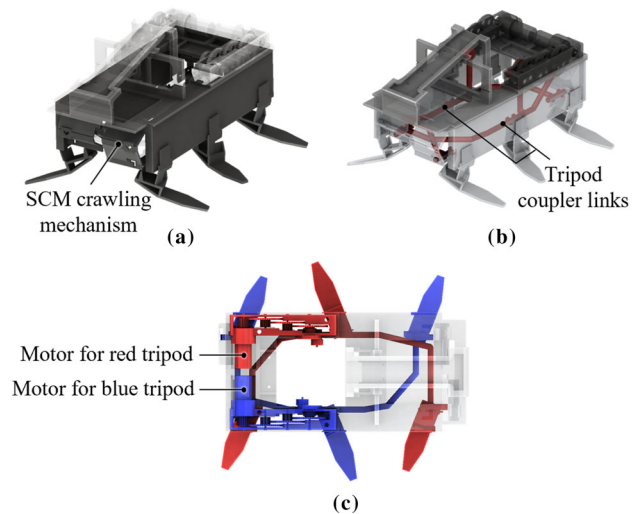 SCM crawling
mechanism
(a)
Tripod
coupler links
(b)
Motor for red tripod
Motor for blue tripod
(c)